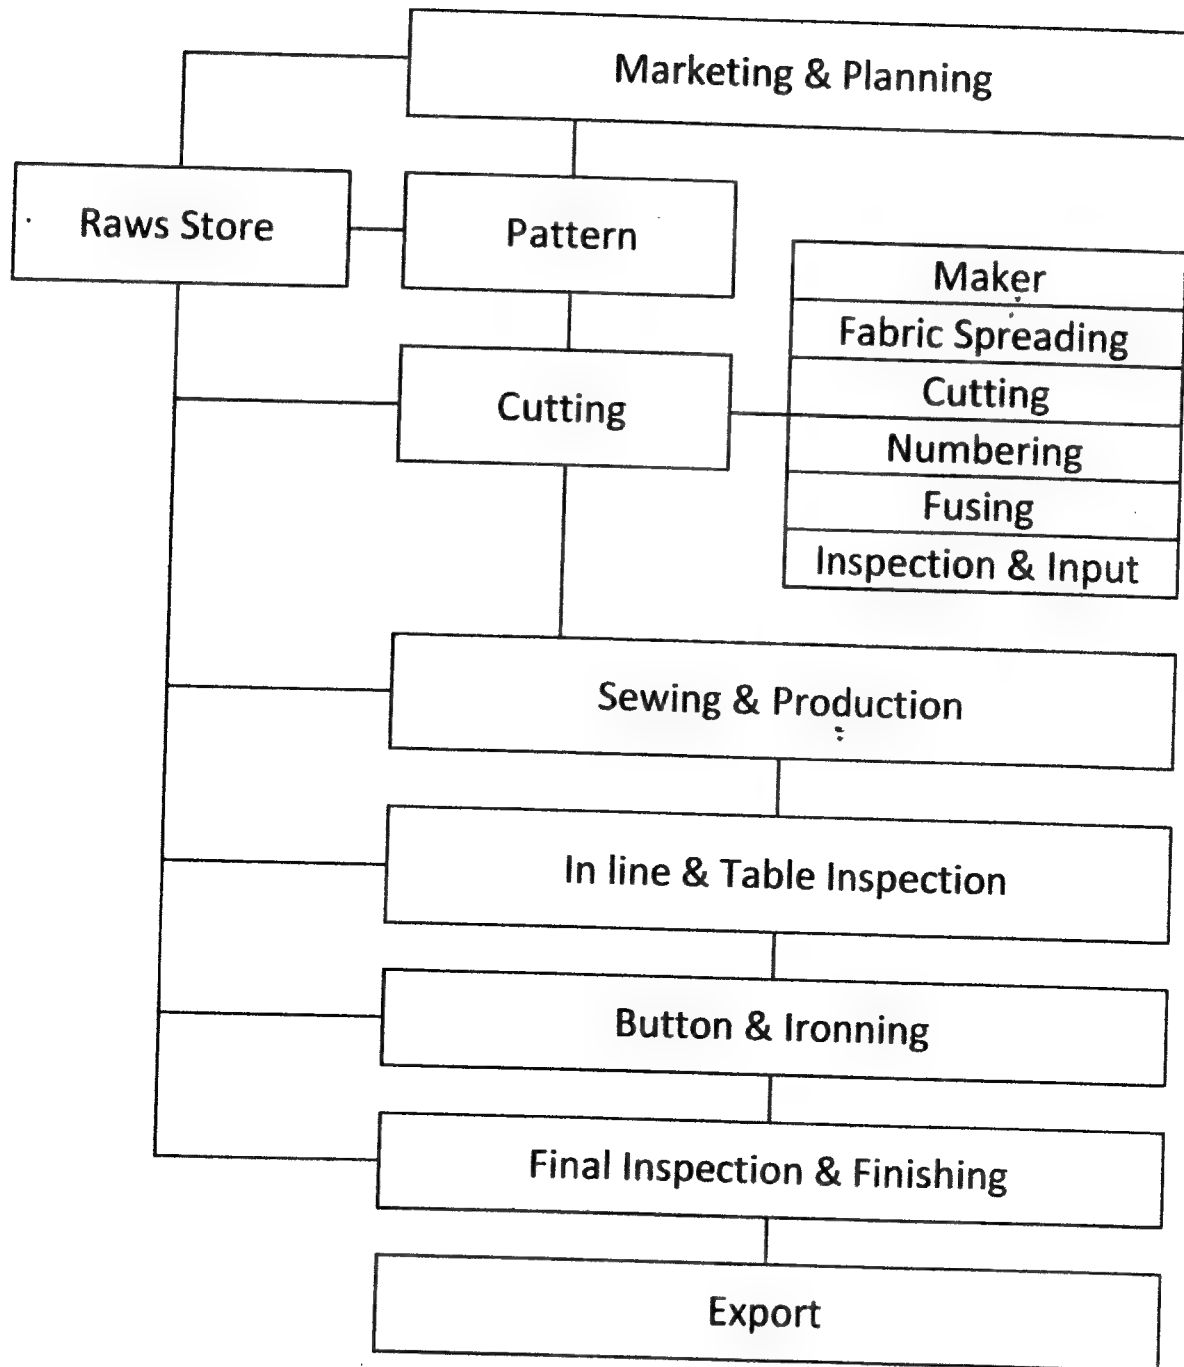 Marketing & Planning
Raws Store
Pattern
Maker
Fabric Spreading
Cutting
Cutting
Numbering
Fusing
Inspection & Input
Sewing & Production
In line & Table Inspection
Button & Ironning
Final Inspection & Finishing
Export